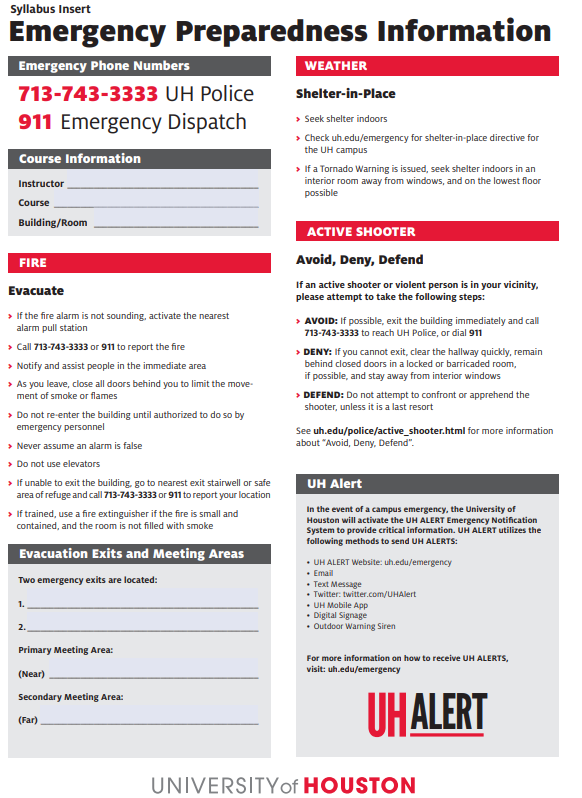 Syllabus Insert
Emergency Preparedness Information
Emergency Phone Numbers
713-743-3333 UH Police
911 Emergency Dispatch
Course Information
Instructor
Course
Building/Room
FIRE
Evacuate
› If the fire alarm is not sounding, activate the nearest
alarm pull station
› Call 713-743-3333 or 911 to report the fire
› Notify and assist people in the immediate area
› As you leave, close all doors behind you to limit the move-
ment of smoke or flames
› Do not re-enter the building until authorized to do so by
emergency personnel
› Never assume an alarm is false
› Do not use elevators
› If unable to exit the building, go to nearest exit stairwell or safe
area of refuge and call 713-743-3333 or 911 to report your location
› If trained, use a fire extinguisher if the fire is small and
contained, and the room is not filled with smoke
Evacuation Exits and Meeting Areas
Two emergency exits are located:
1.
2.
Primary Meeting Area:
(Near)
Secondary Meeting Area:
(Far)
WEATHER
Shelter-in-Place
› Seek shelter indoors
› Check uh.edu/emergency for shelter-in-place directive for
the UH campus
› If a Tornado Warning is issued, seek shelter indoors in an
interior room away from windows, and on the lowest floor
possible
ACTIVE SHOOTER
Avoid, Deny, Defend
If an active shooter or violent person is in your vicinity,
please attempt to take the following steps:
› AVOID: If possible, exit the building immediately and call
713-743-3333 to reach UH Police, or dial 911
› DENY: If you cannot exit, clear the hallway quickly, remain
behind closed doors in a locked or barricaded room,
if possible, and stay away from interior windows
› DEFEND: Do not attempt to confront or apprehend the
shooter, unless it is a last resort
See uh.edu/police/active_shooter.html for more information
about “Avoid, Deny, Defend”.
UH Alert
In the event of a campus emergency, the University of
Houston will activate the UH ALERT Emergency Notification
System to provide critical information. UH ALERT utilizes the
following methods to send UH ALERTS:
• UH ALERT Website: uh.edu/emergency
• Email
• Text Message
• Twitter: twitter.com/UHAlert
• UH Mobile App
• Digital Signage
• Outdoor Warning Siren
For more information on how to receive UH ALERTS,
visit: uh.edu/emergency
UH ALERT
UNIVERSITY of HOUSTON